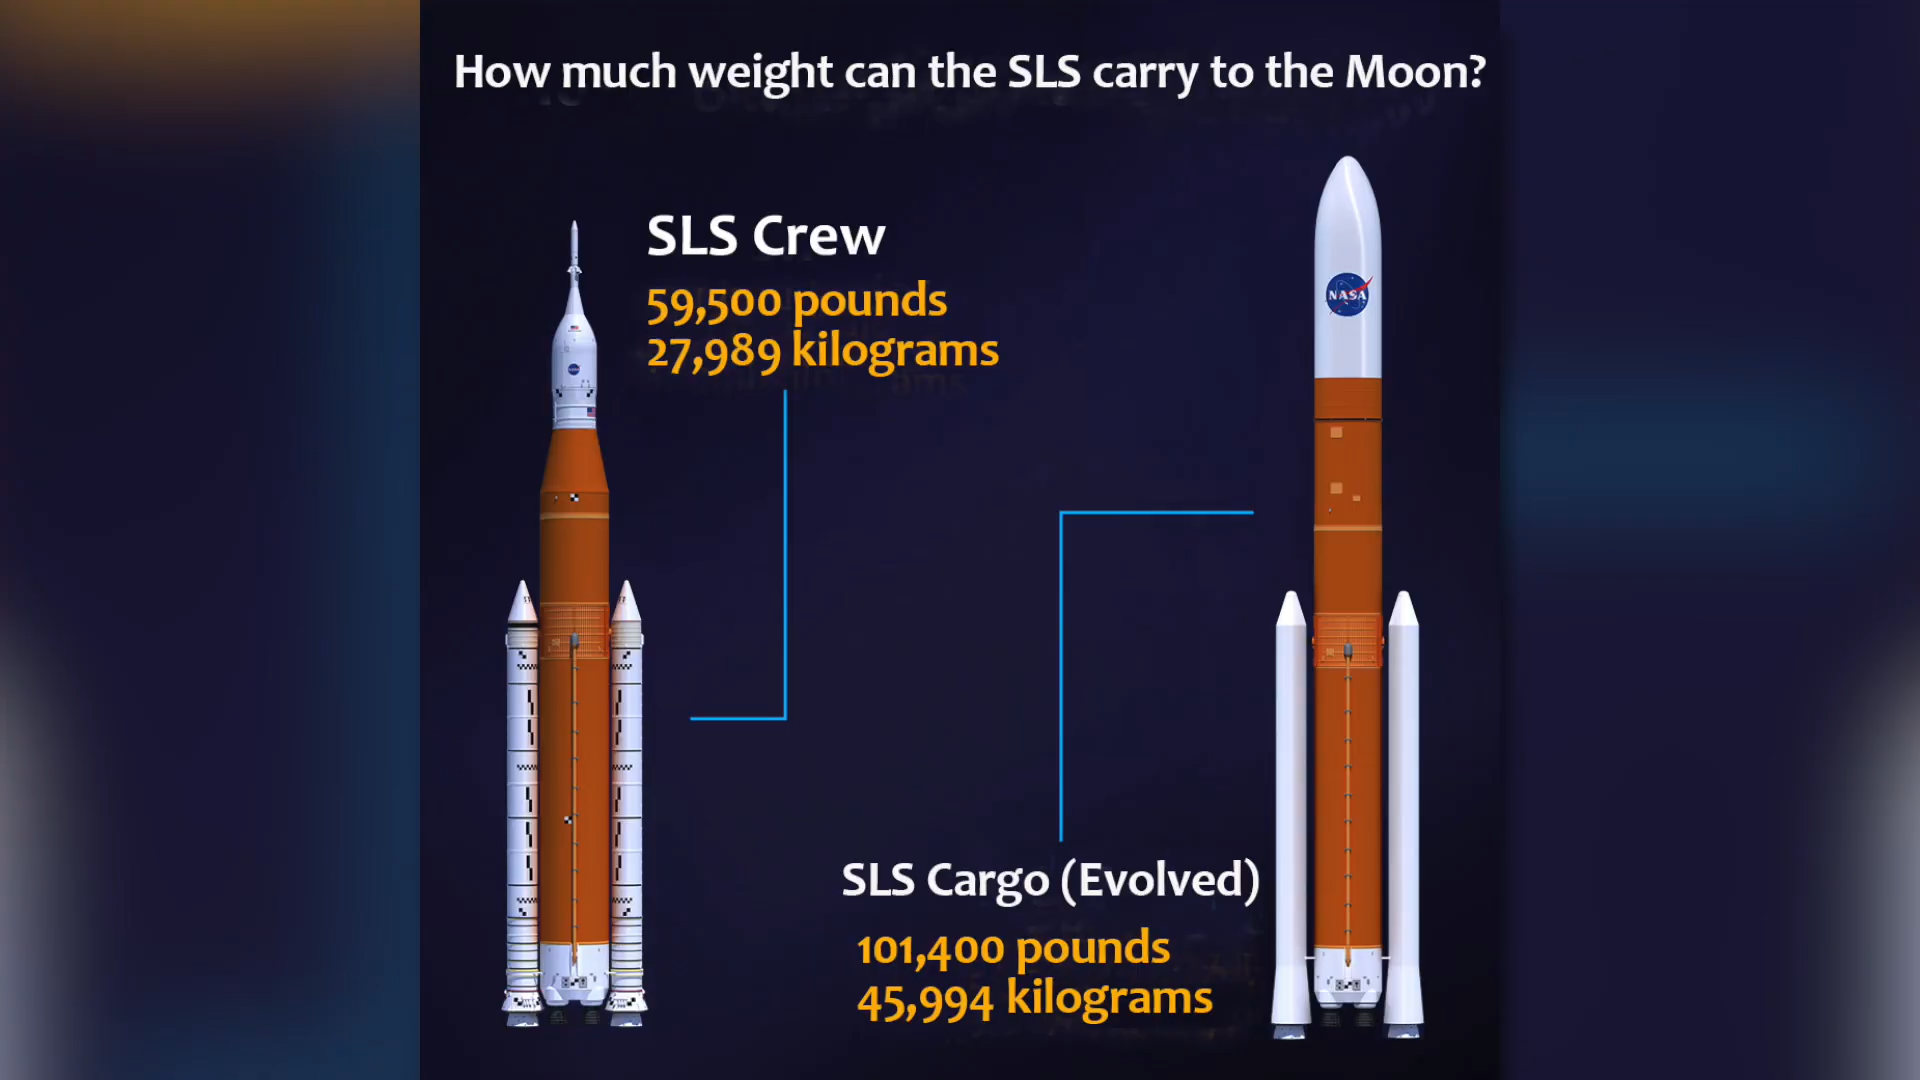 How much weight can the SLS carry to the Moon?
SLS Crew
59,500 pounds
27,989 kilograms
NASA
SLS Cargo (Evolved)
101,400 pounds
45,994 kilograms